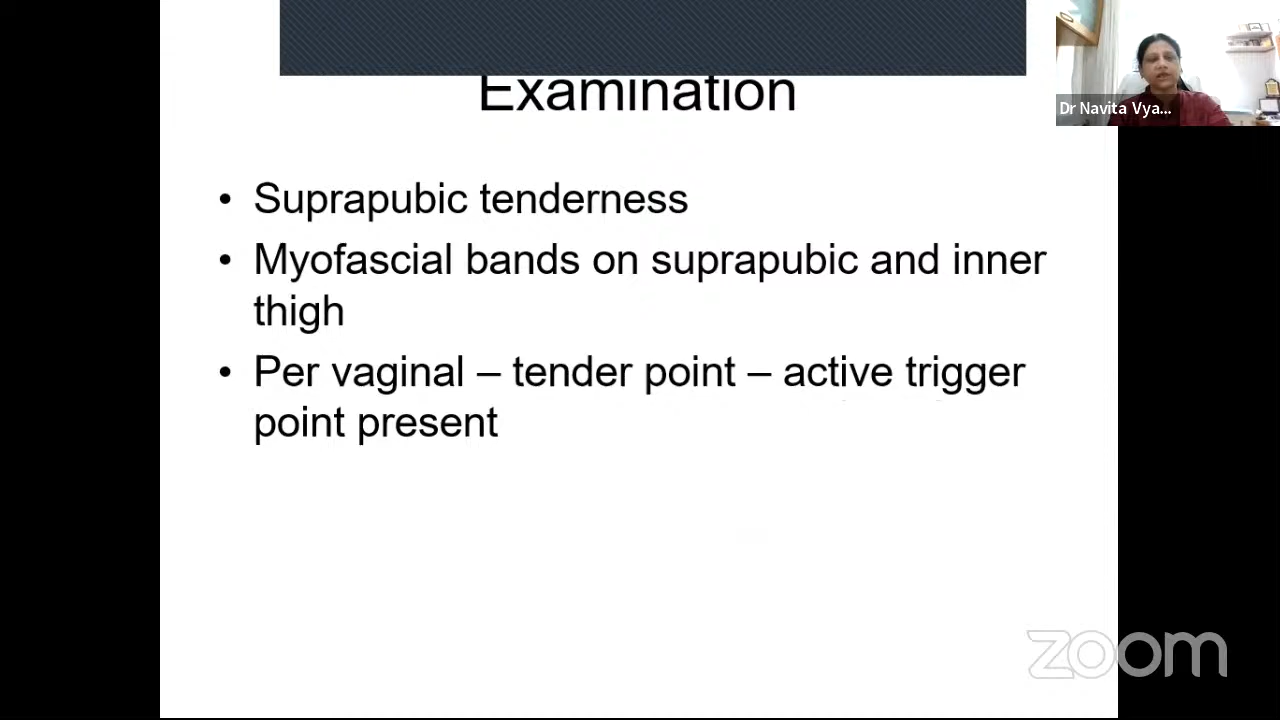 Examination
Dr Navita Vya...
• Suprapubic tenderness
• Myofascial bands on suprapubic and inner
thigh
• Per vaginal – tender point – active trigger
point present
zoom